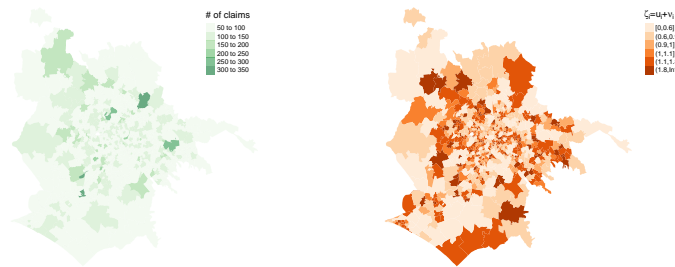 # of claims
50 to 100
100 to 150
150 to 200
200 to 250
250 to 300
300 to 350
ζi=ui+νi
[0,0.6]
(0.6,0.
(0.9,1]
(1,1.1]
(1.1,1.
(1.8,In